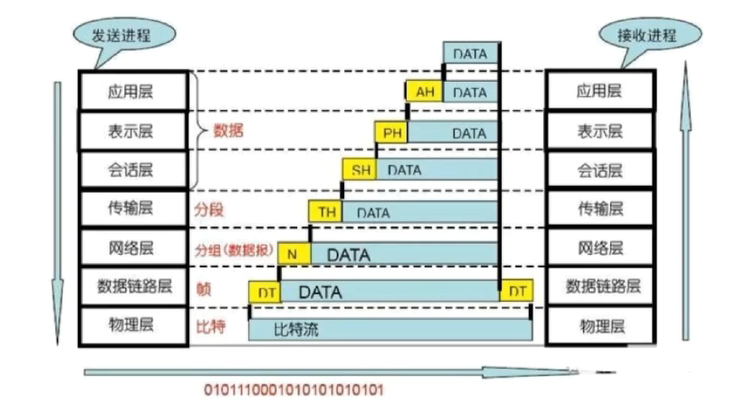 发送进程
接收进程
DATA
应用层
AH
DATA
应用层
表示层
数据
PH
DATA
表示层
会话层
SH
DATA
会话层
传输层
分段
TH
DATA
传输层
网络层
分组(数据报)
N
DATA
网络层
数据链路层
帧
DT
DATA
DT
数据链路层
物理层
比特
比特流
物理层
0101110001010101010101